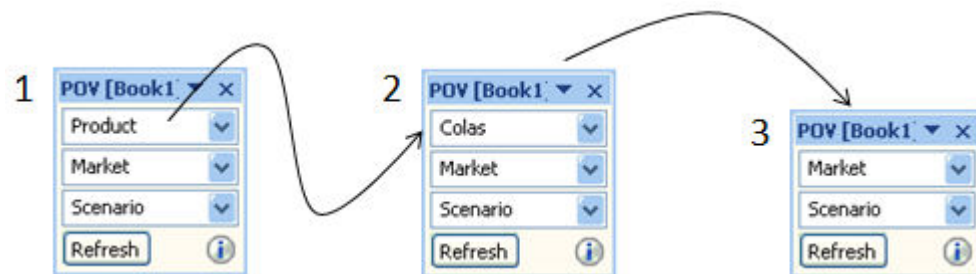 1
POV [Book1]
Product
Market
Scenario
Refresh
2
POV [Book1]
Colas
Market
Scenario
Refresh
3
POV [Book1]
Market
Scenario
Refresh